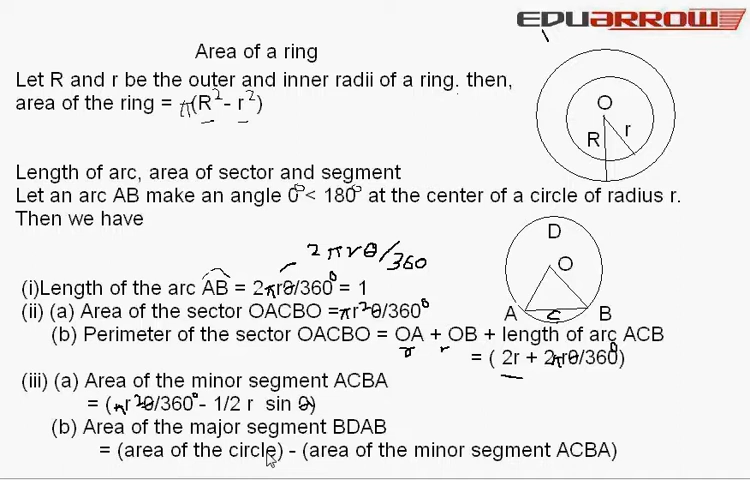 EDUARROW
Area of a ring
Let R and r be the outer and inner radii of a ring. then,
area of the ring = π(R² - r²)
O
R
r
Length of arc, area of sector and segment
Let an arc AB make an angle 0° < 180° at the center of a circle of radius r.
Then we have
D
O
A
C
B
2πrθ/360
(i)Length of the arc AB = 2πrθ/360° = 1
(ii) (a) Area of the sector OACBO =πr²θ/360°
(b) Perimeter of the sector OACBO = OA + OB + length of arc ACB
r r
= ( 2r + 2πrθ/360°)
(iii) (a) Area of the minor segment ACBA
= (πr²θ/360° - 1/2 r sin θ)
(b) Area of the major segment BDAB
= (area of the circle) - (area of the minor segment ACBA)